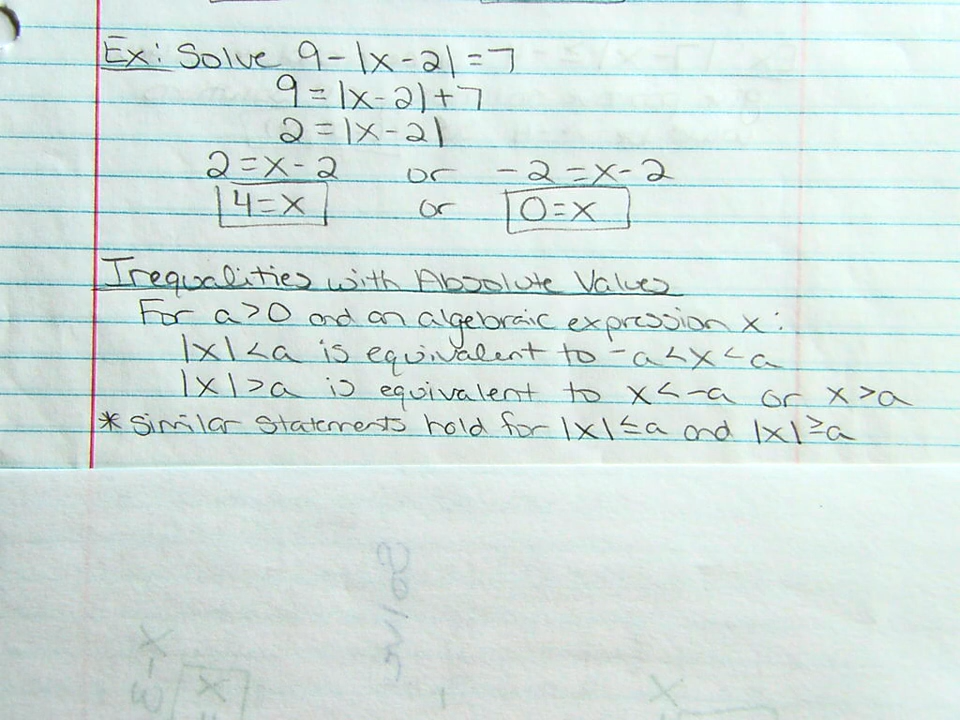 Ex: Solve 9-|x-2|=7
9=|x-2|+7
2=|x-2|
2=x-2 or -2=x-2
4=x or 0=x
Inequalities with Absolute Values
For a>0 and an algebraic expression x:
|x|<a is equivalent to -a<x<a
|x|>a is equivalent to x<-a or x>a
* Similar statements hold for |x|≤a and |x|≥a